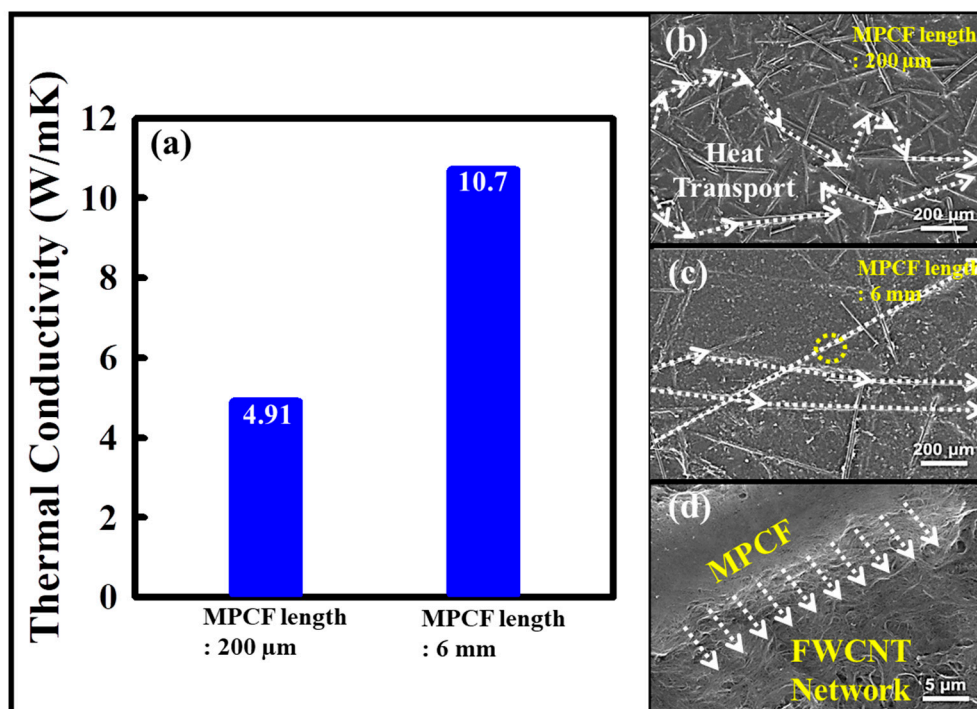 Thermal Conductivity (W/mK)
12
10
8
6
4
2
0
(a)
4.91
10.7
MPCF length
: 200 µm
MPCF length
: 6 mm
(b)
MPCF length
: 200 µm
Heat
Transport
200 µm
(c)
MPCF length
: 6 mm
200 µm
(d)
MPCF
FWCNT
Network
5 µm